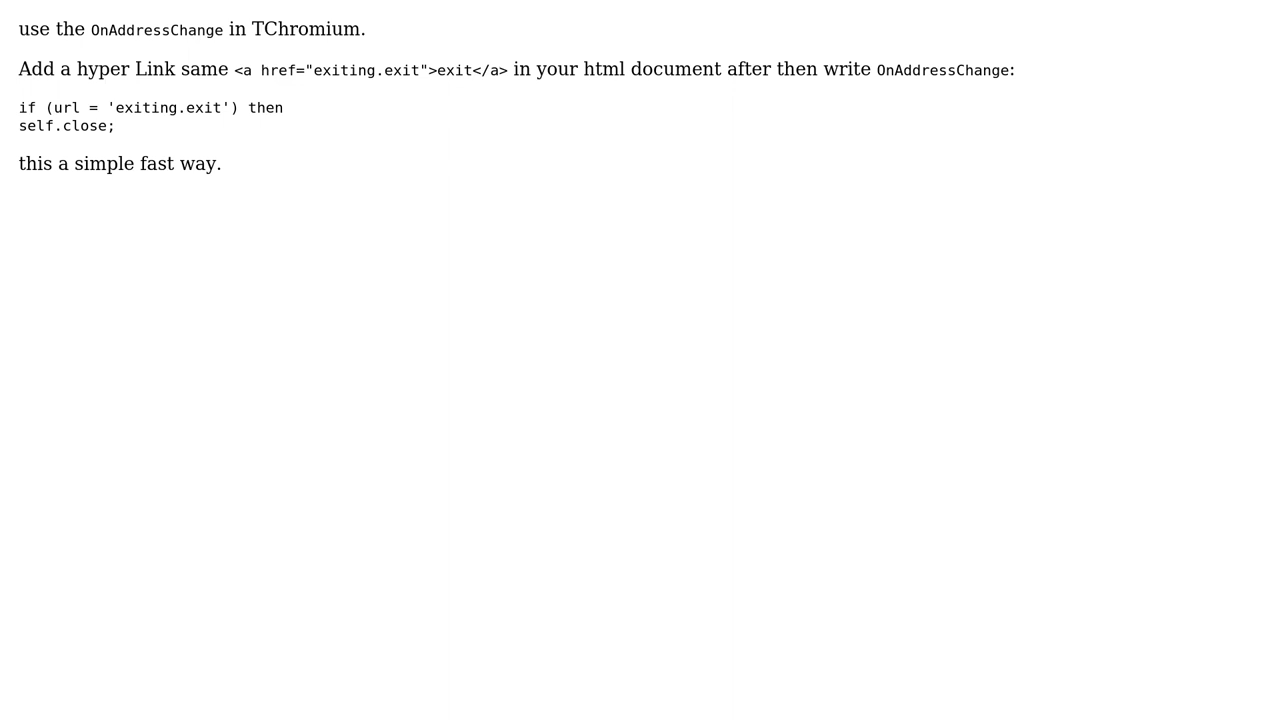 use the OnAddressChange in TChromium.
Add a hyper Link same <a href="exiting.exit">exit</a> in your html document after then write OnAddressChange:
if (url = 'exiting.exit') then
self.close;
this a simple fast way.